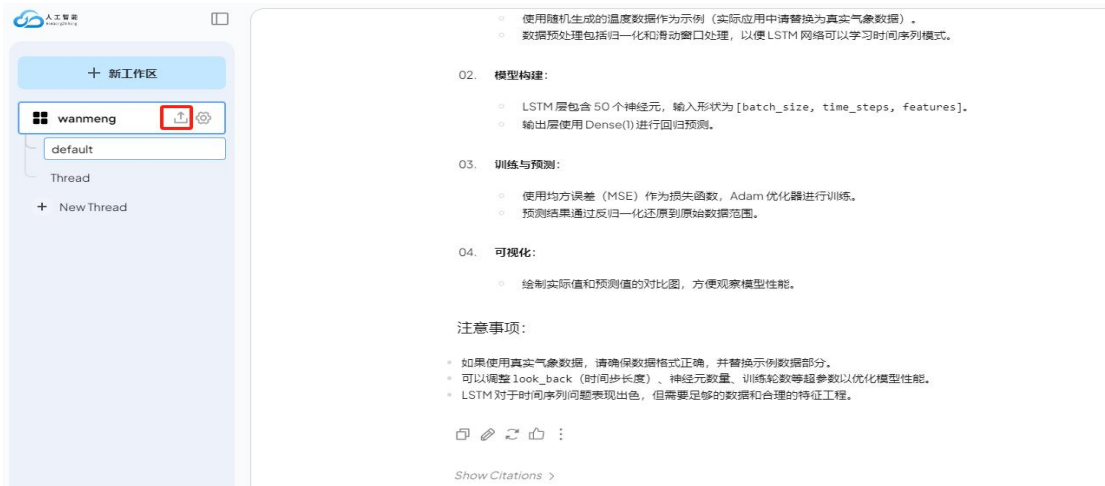 人工智能
新工作区
wanmeng
default
Thread
+ New Thread
使用随机生成的温度数据作为示例（实际应用中请替换为真实气象数据）。
数据预处理包括归一化和滑动窗口处理，以便 LSTM 网络可以学习时间序列模式。
02. 模型构建：
LSTM 层包含 50 个神经元，输入形状为 [batch_size, time_steps, features]。
输出层使用 Dense(1) 进行回归预测。
03. 训练与预测：
使用均方误差（MSE）作为损失函数，Adam 优化器进行训练。
预测结果通过反归一化还原到原始数据范围。
04. 可视化：
绘制实际值和预测值的对比图，方便观察模型性能。
注意事项：
如果使用真实气象数据，请确保数据格式正确，并替换示例数据部分。
可以调整 look_back（时间步长度）、神经元数量、训练轮数等超参数以优化模型性能。
LSTM 对于时间序列问题表现出色，但需要足够的数据和合理的特征工程。
Show Citations >